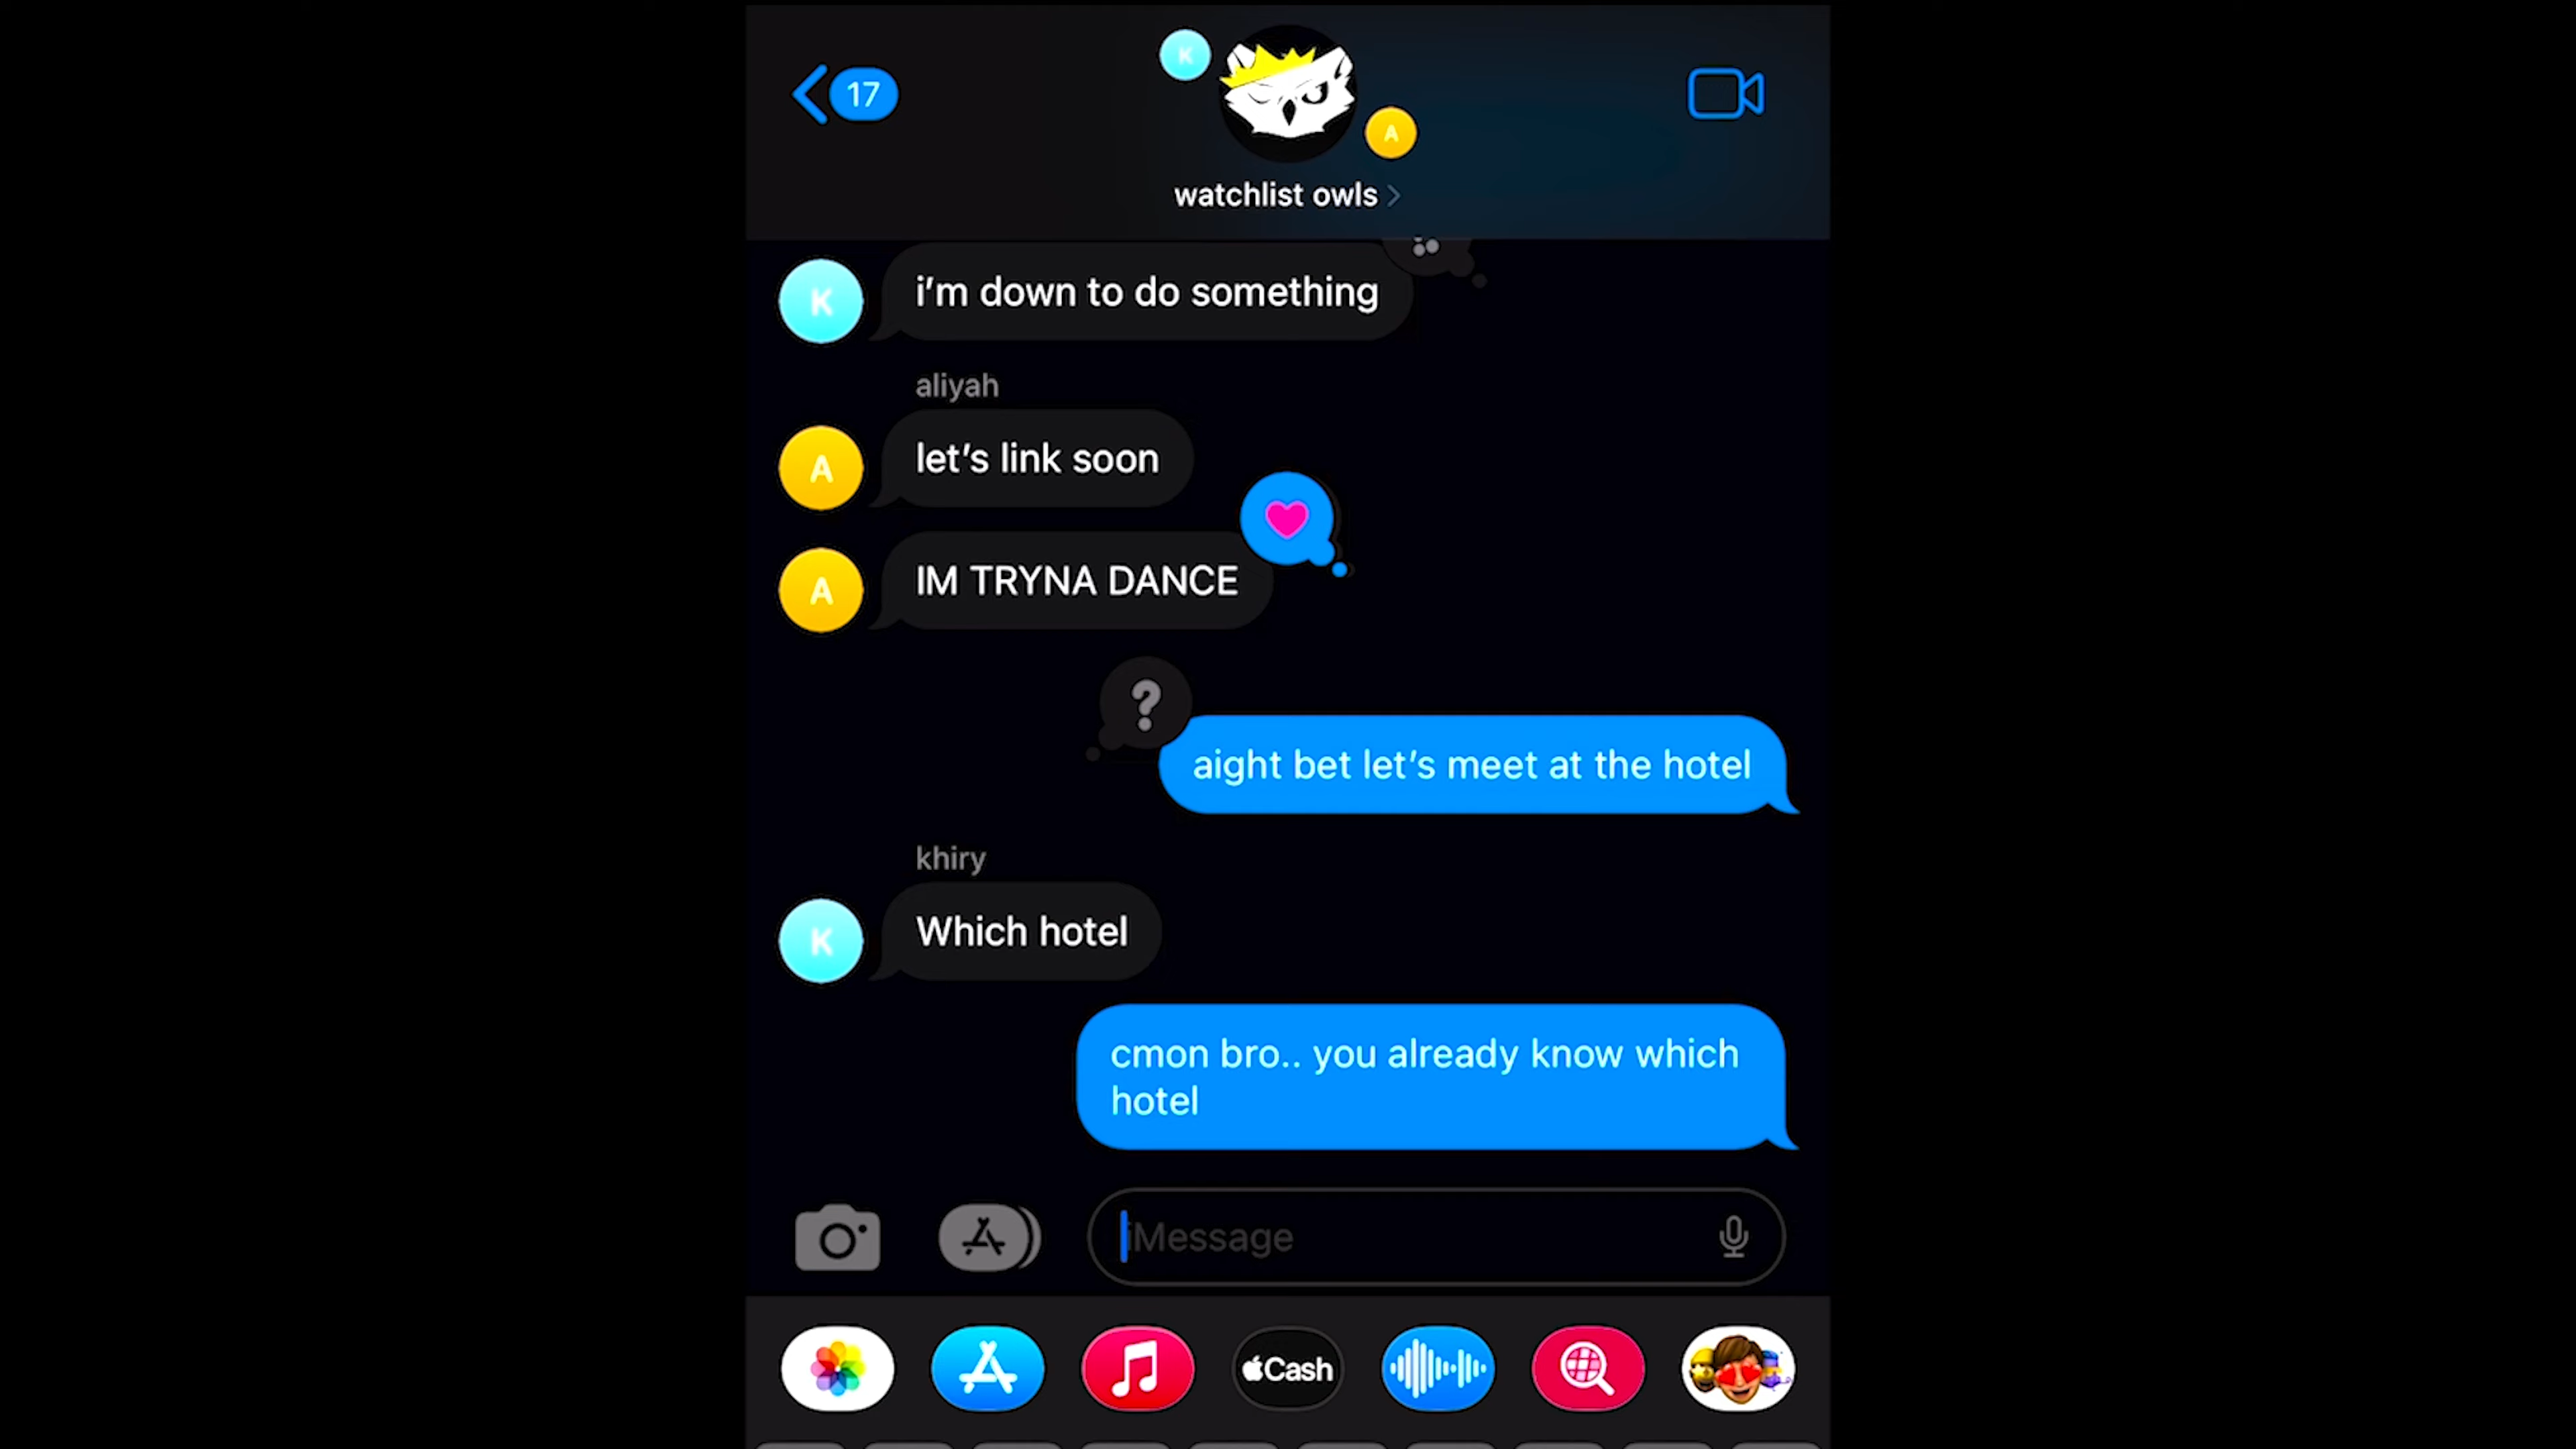 17
K
A
watchlist owls
K
i'm down to do something
aliyah
A
let's link soon
A
IM TRYNA DANCE
?
aight bet let's meet at the hotel
khiry
K
Which hotel
cmon bro.. you already know which
hotel
iMessage
Cash